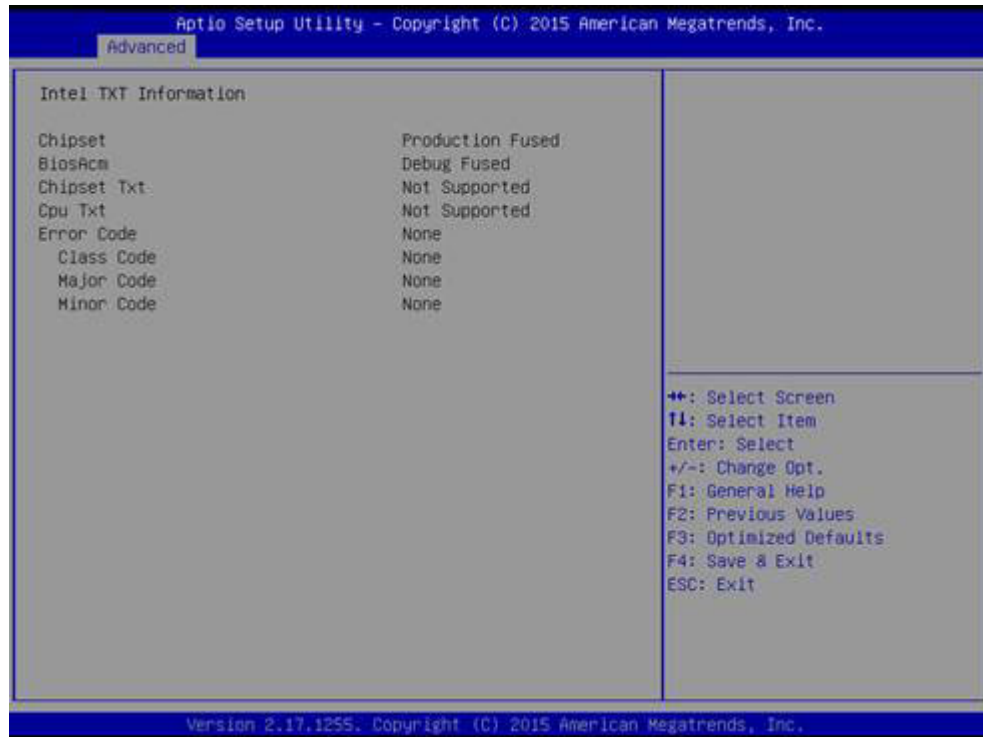 Aptio Setup Utility – Copyright (C) 2015 American Megatrends, Inc.
Advanced
Intel TXT Information
Chipset Production Fused
BiosAcm Debug Fused
Chipset Txt Not Supported
Cpu Txt Not Supported
Error Code None
Class Code None
Major Code None
Minor Code None
→←: Select Screen
↑↓: Select Item
Enter: Select
+/-: Change Opt.
F1: General Help
F2: Previous Values
F3: Optimized Defaults
F4: Save & Exit
ESC: Exit
Version 2.17.1255. Copyright (C) 2015 American Megatrends, Inc.